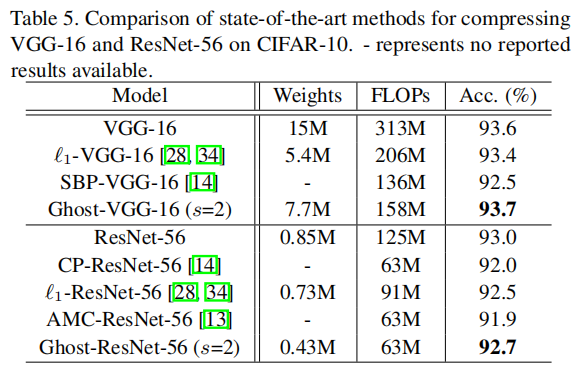 Table 5. Comparison of state-of-the-art methods for compressing
VGG-16 and ResNet-56 on CIFAR-10. - represents no reported
results available.
Model Weights FLOPs Acc. (%)
VGG-16 15M 313M 93.6
ℓ1-VGG-16 [28, 34] 5.4M 206M 93.4
SBP-VGG-16 [14] - 136M 92.5
Ghost-VGG-16 (s=2) 7.7M 158M 93.7
ResNet-56 0.85M 125M 93.0
CP-ResNet-56 [14] - 63M 92.0
ℓ1-ResNet-56 [28, 34] 0.73M 91M 92.5
AMC-ResNet-56 [13] - 63M 91.9
Ghost-ResNet-56 (s=2) 0.43M 63M 92.7